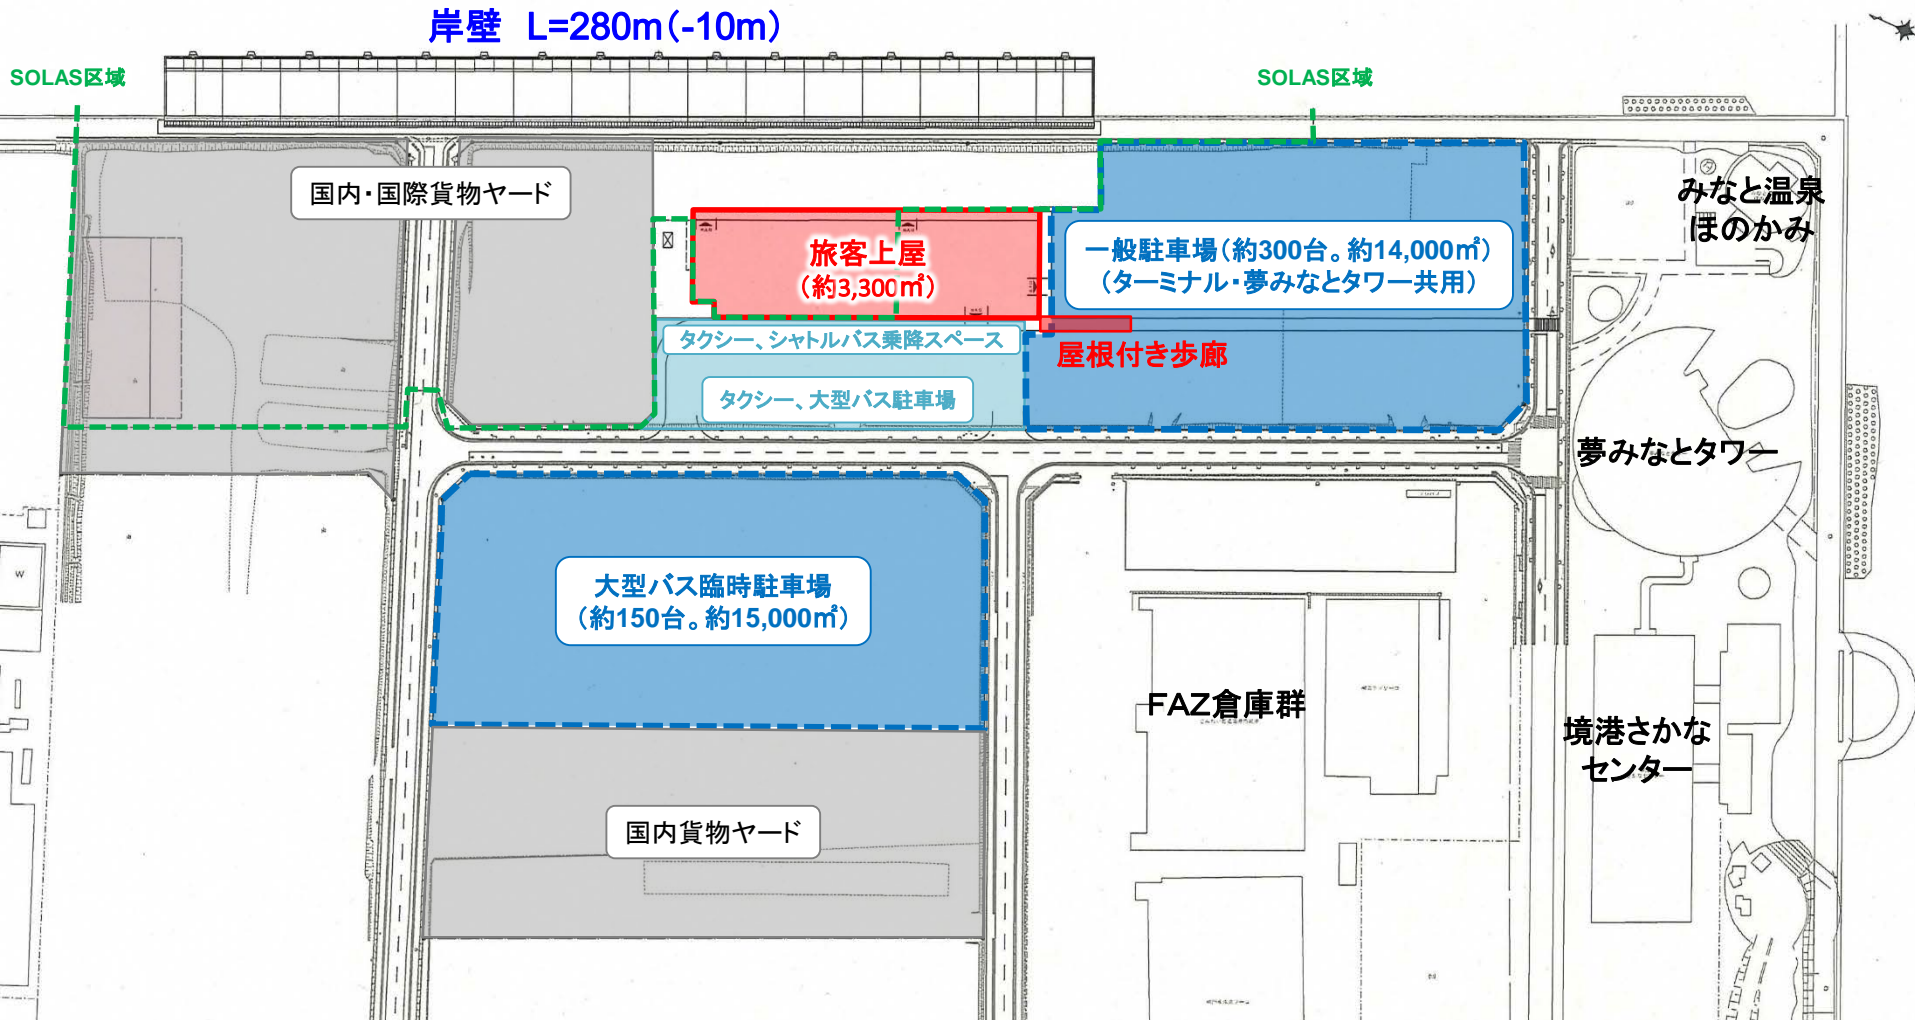 岸壁　L=280m(-10m)
SOLAS区域
SOLAS区域
国内・国際貨物ヤード
みなと温泉
ほのかみ
旅客上屋
（約3,300㎡）
一般駐車場（約300台。約14,000㎡）
（ターミナル・夢みなとタワー共用）
タクシー、シャトルバス乗降スペース
屋根付き歩廊
タクシー、大型バス駐車場
夢みなとタワー
大型バス臨時駐車場
（約150台。約15,000㎡）
W
FAZ倉庫群
境港さかな
センター
国内貨物ヤード